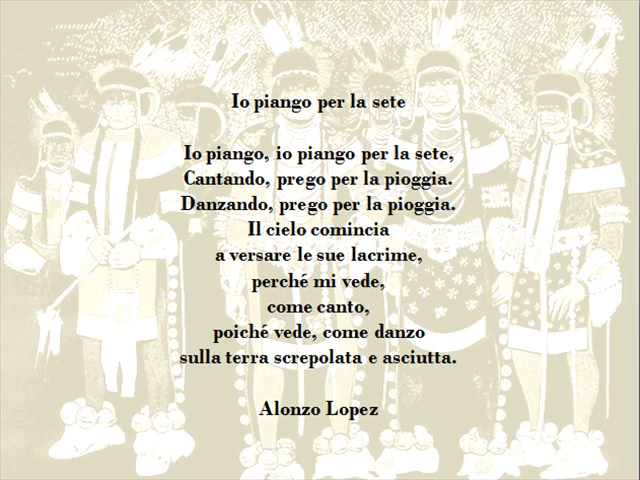 Io piango per la sete
Io piango, io piango per la sete,
Cantando, prego per la pioggia.
Danzando, prego per la pioggia.
Il cielo comincia
a versare le sue lacrime,
perché mi vede,
come canto,
poiché vede, come danzo
sulla terra screpolata e asciutta.
Alonzo Lopez